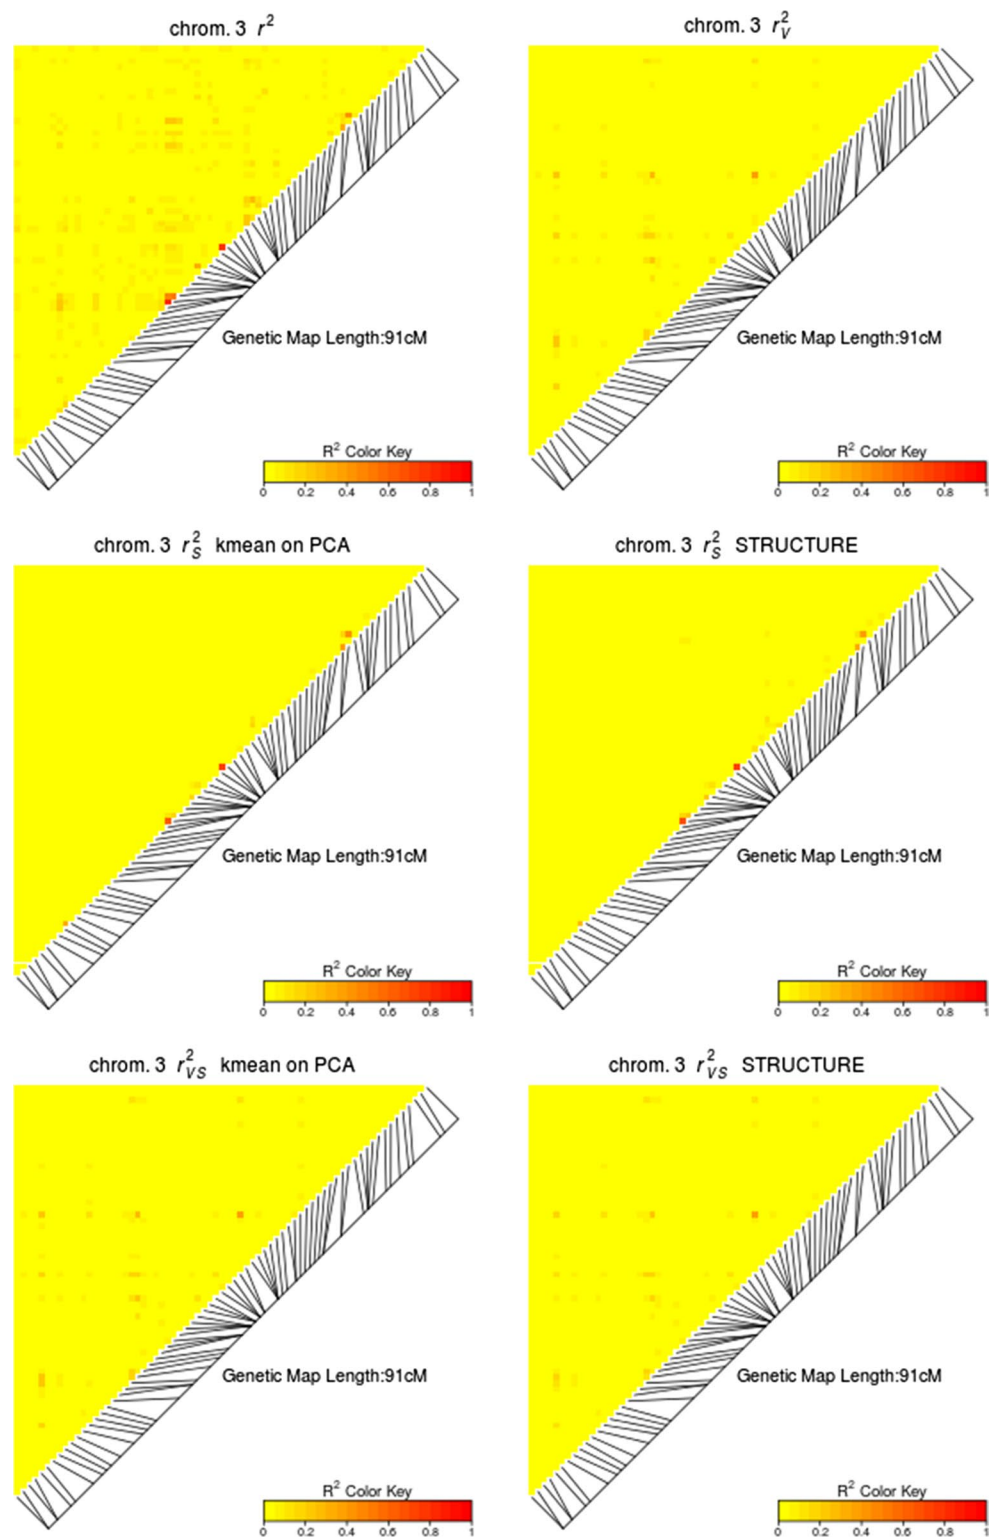 chrom. 3 r²
chrom. 3 r²_V
Genetic Map Length:91cM
Genetic Map Length:91cM
R² Color Key
R² Color Key
0 0.2 0.4 0.6 0.8 1
0 0.2 0.4 0.6 0.8 1
chrom. 3 r²_S kmean on PCA
chrom. 3 r²_S STRUCTURE
Genetic Map Length:91cM
Genetic Map Length:91cM
R² Color Key
R² Color Key
0 0.2 0.4 0.6 0.8 1
0 0.2 0.4 0.6 0.8 1
chrom. 3 r²_VS kmean on PCA
chrom. 3 r²_VS STRUCTURE
Genetic Map Length:91cM
Genetic Map Length:91cM
R² Color Key
R² Color Key
0 0.2 0.4 0.6 0.8 1
0 0.2 0.4 0.6 0.8 1